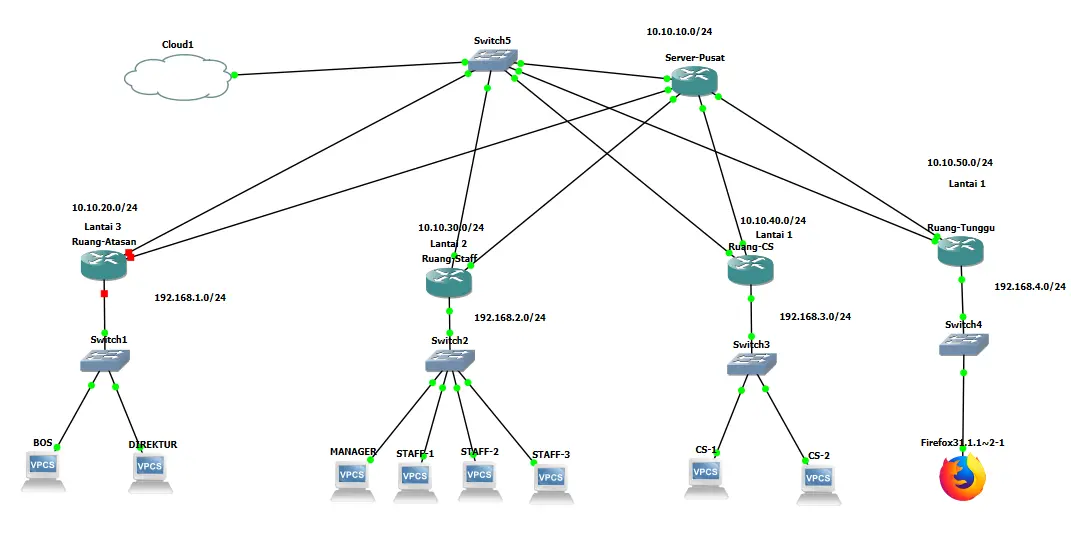 10.10.10.0/24
Switch5
Cloud1
Server-Pusat
10.10.50.0/24
Lantai 1
10.10.20.0/24
Lantai 3
Ruang-Atasan
10.10.30.0/24
Lantai 2
Ruang-Staff
10.10.40.0/24
Lantai 1
Ruang-CS
Ruang-Tunggu
192.168.1.0/24
192.168.2.0/24
192.168.3.0/24
192.168.4.0/24
Switch1
Switch2
Switch3
Switch4
BOS
DIREKTUR
MANAGER
STAFF-1
STAFF-2
STAFF-3
CS-1
CS-2
Firefox31.1.1~2-1
VPCS
VPCS
VPCS
VPCS
VPCS
VPCS
VPCS
VPCS